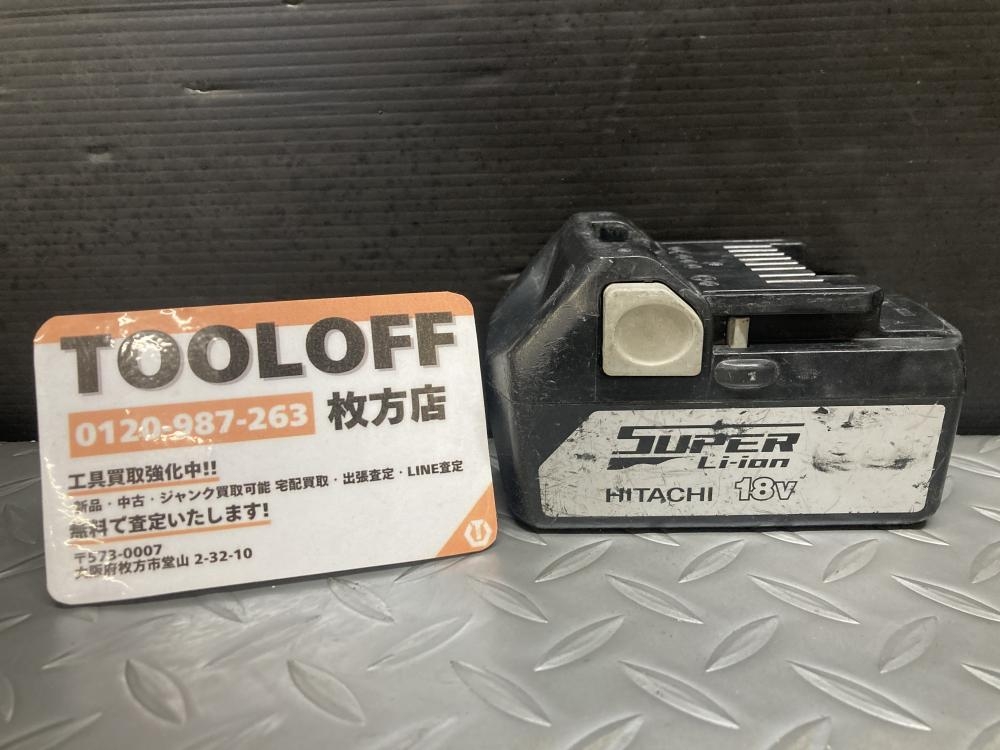 TOOLOFF
0120-987-263 枚方店
工具買取強化中!!
新品・中古・ジャンク買取可能 宅配買取・出張査定・LINE査定
無料で査定いたします!
〒573-0007
大阪府枚方市堂山 2-32-10
SUPER
Li-ion
HITACHI 18V